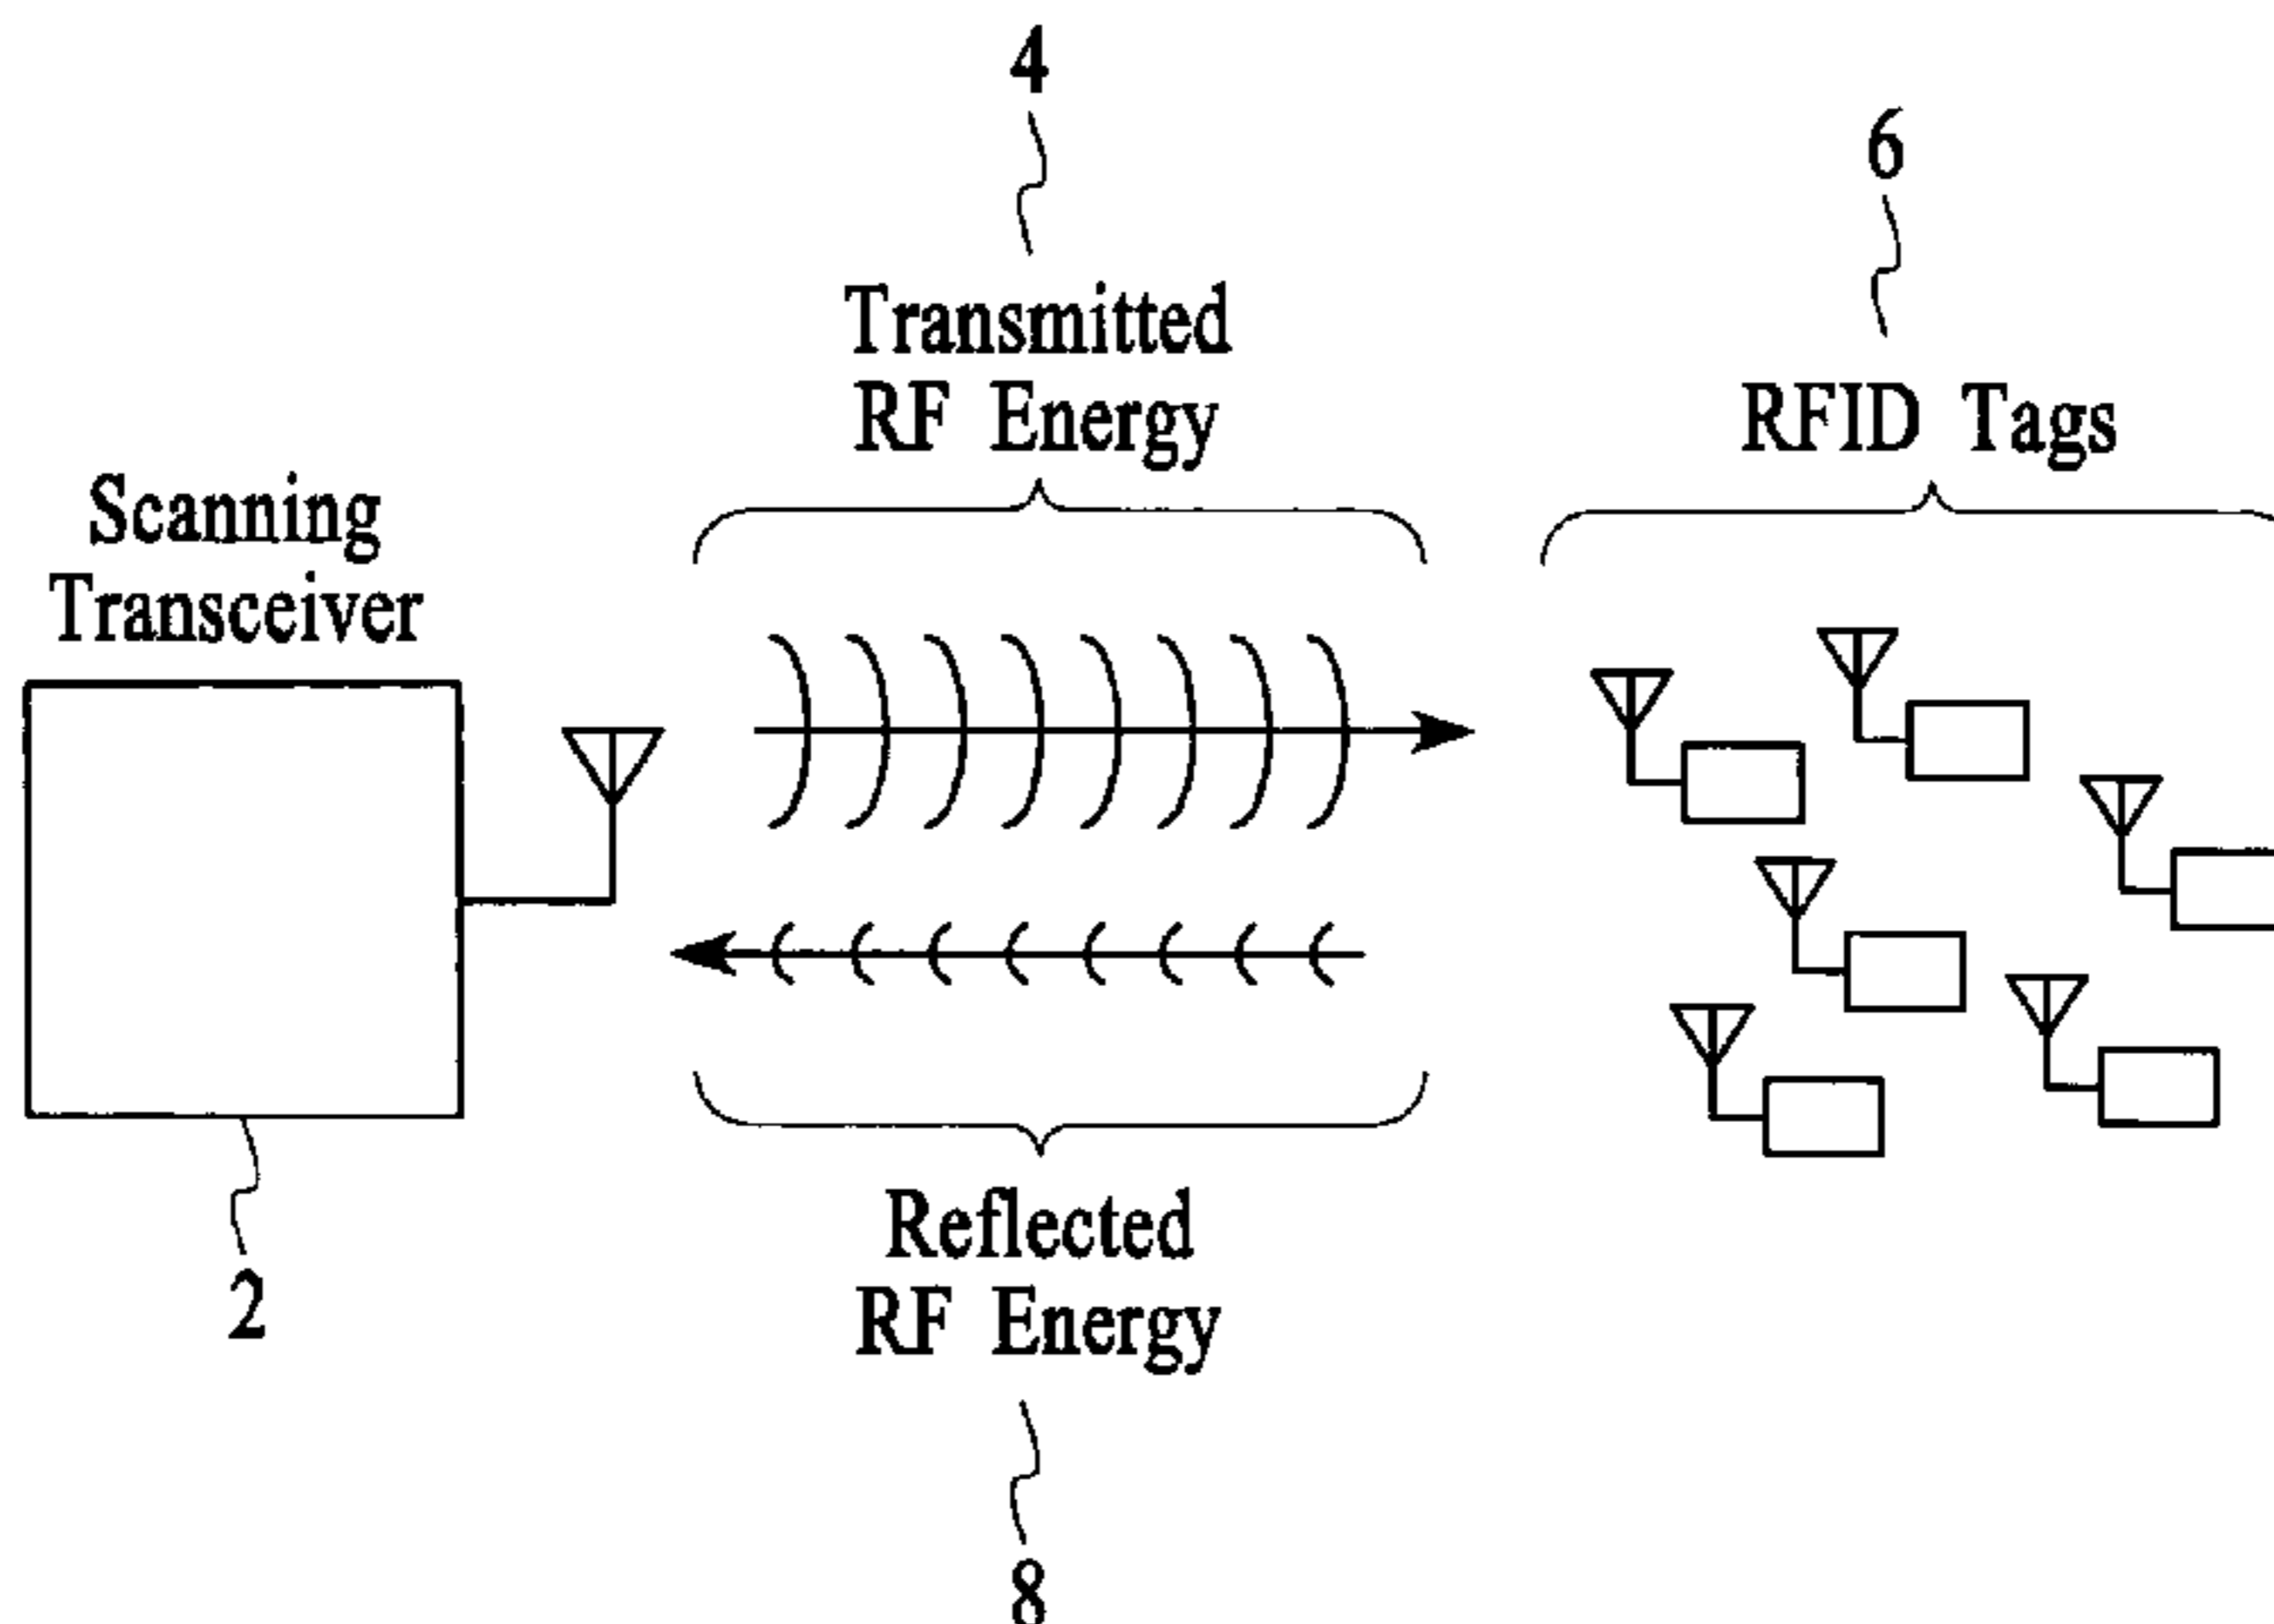 4
6
Transmitted
RF Energy
RFID Tags
Scanning
Transceiver
2
Reflected
RF Energy
8